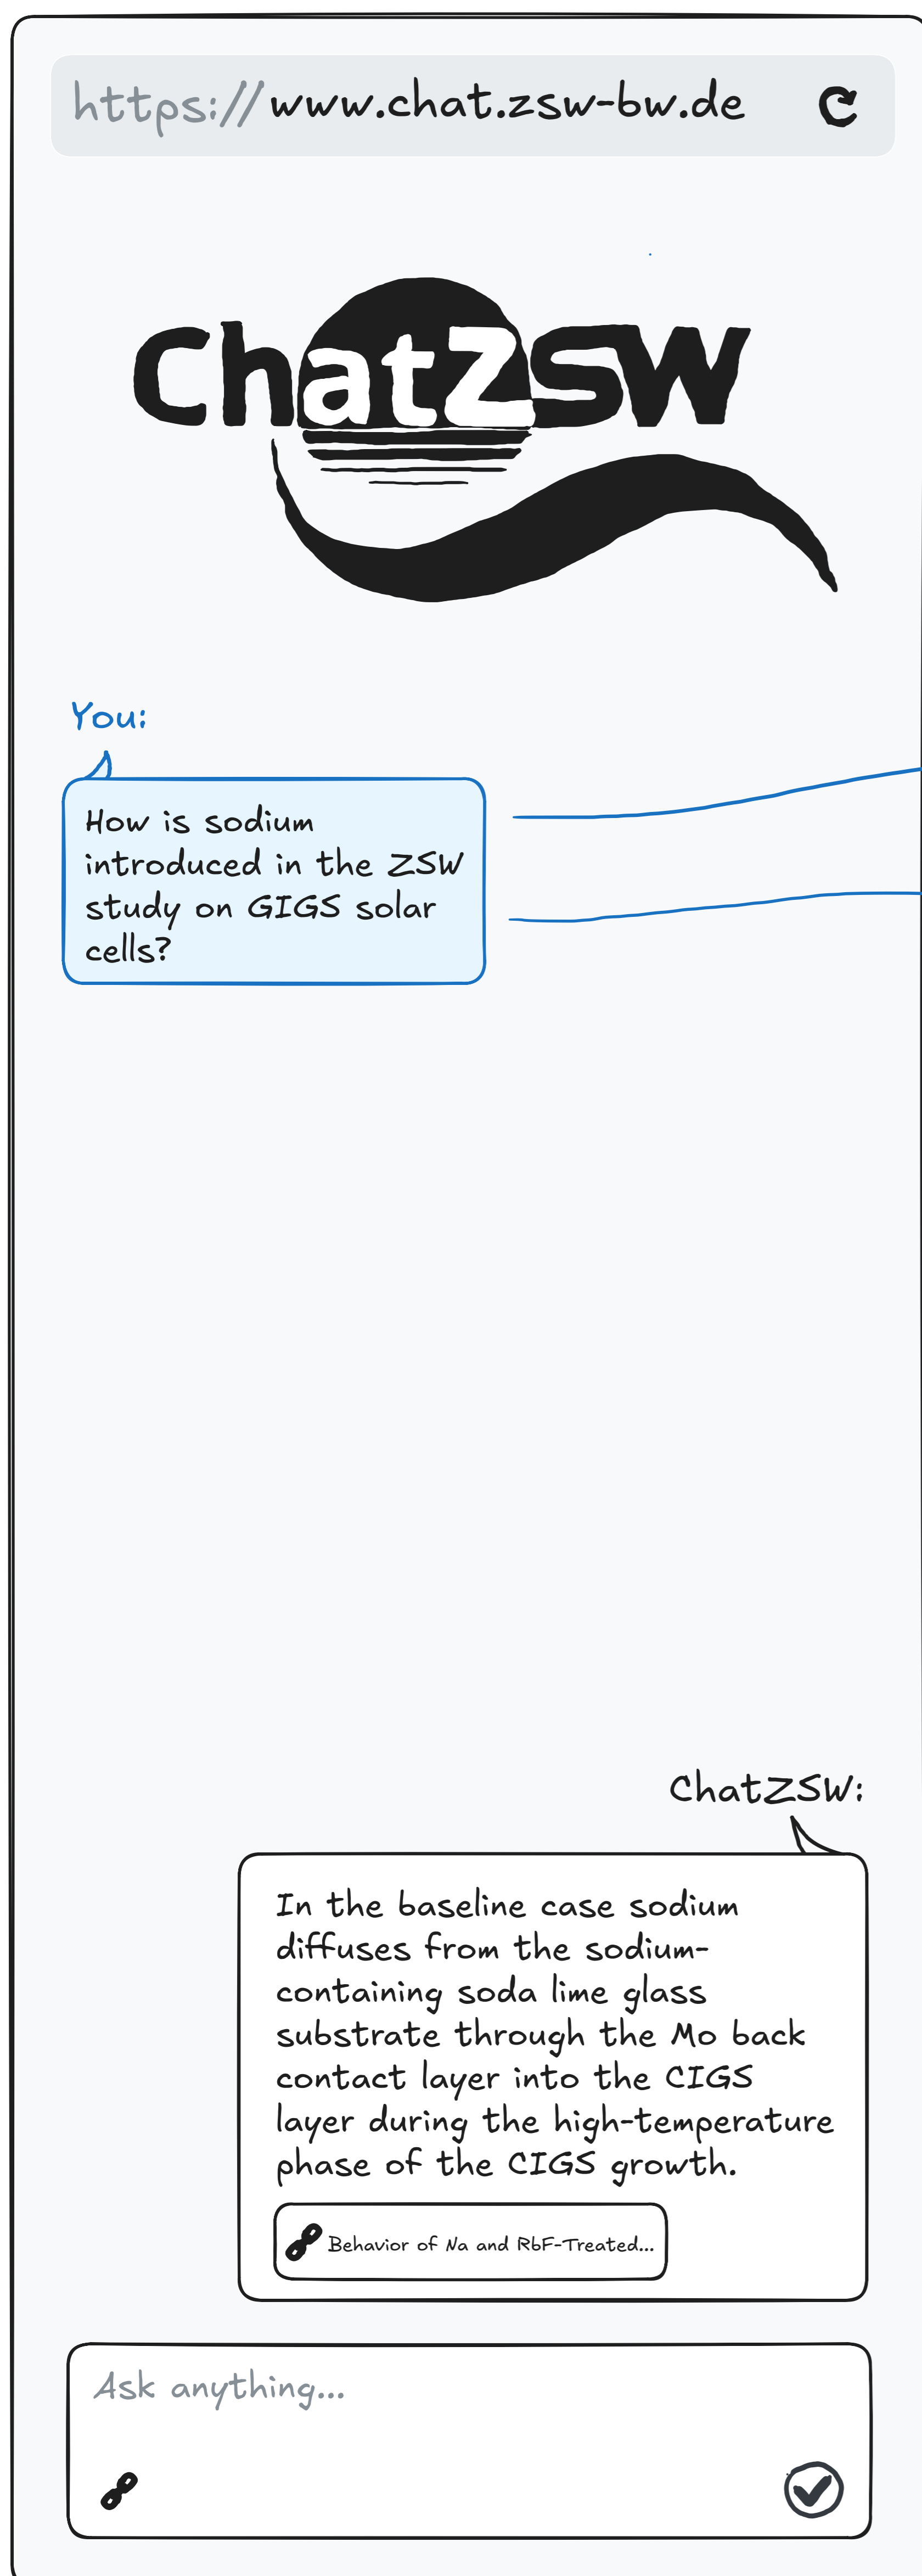 https://www.chat.zsw-bw.de
ChatZSW
You:
How is sodium
introduced in the ZSW
study on GIGS solar
cells?
ChatZSW:
In the baseline case sodium
diffuses from the sodium-
containing soda lime glass
substrate through the Mo back
contact layer into the CIGS
layer during the high-temperature
phase of the CIGS growth.
Behavior of Na and RbF-Treated...
Ask anything...